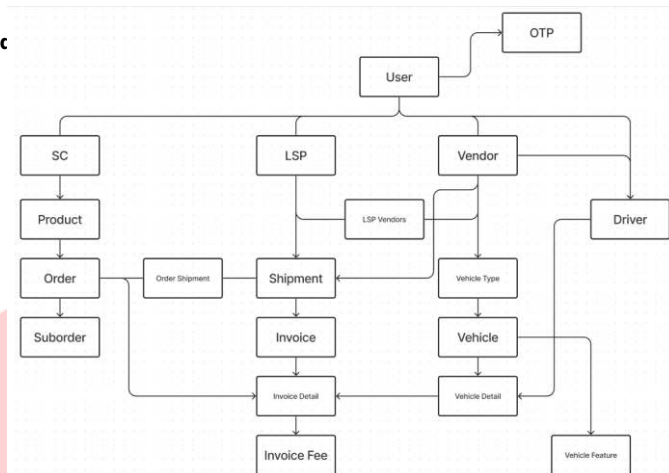 OTP
User
SC
LSP
Vendor
Product
LSP Vendors
Driver
Order
Order Shipment
Shipment
Vehicle Type
Suborder
Invoice
Vehicle
Invoice Detail
Vehicle Detail
Invoice Fee
Vehicle Feature